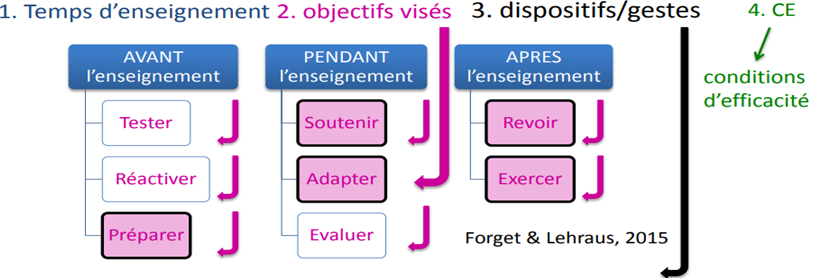 1. Temps d’enseignement 2. objectifs visés 3. dispositifs/gestes 4. CE
conditions
d’efficacité
AVANT
l’enseignement
Tester
Réactiver
Préparer
PENDANT
l’enseignement
Soutenir
Adapter
Evaluer
APRES
l’enseignement
Revoir
Exercer
Forget & Lehraus, 2015